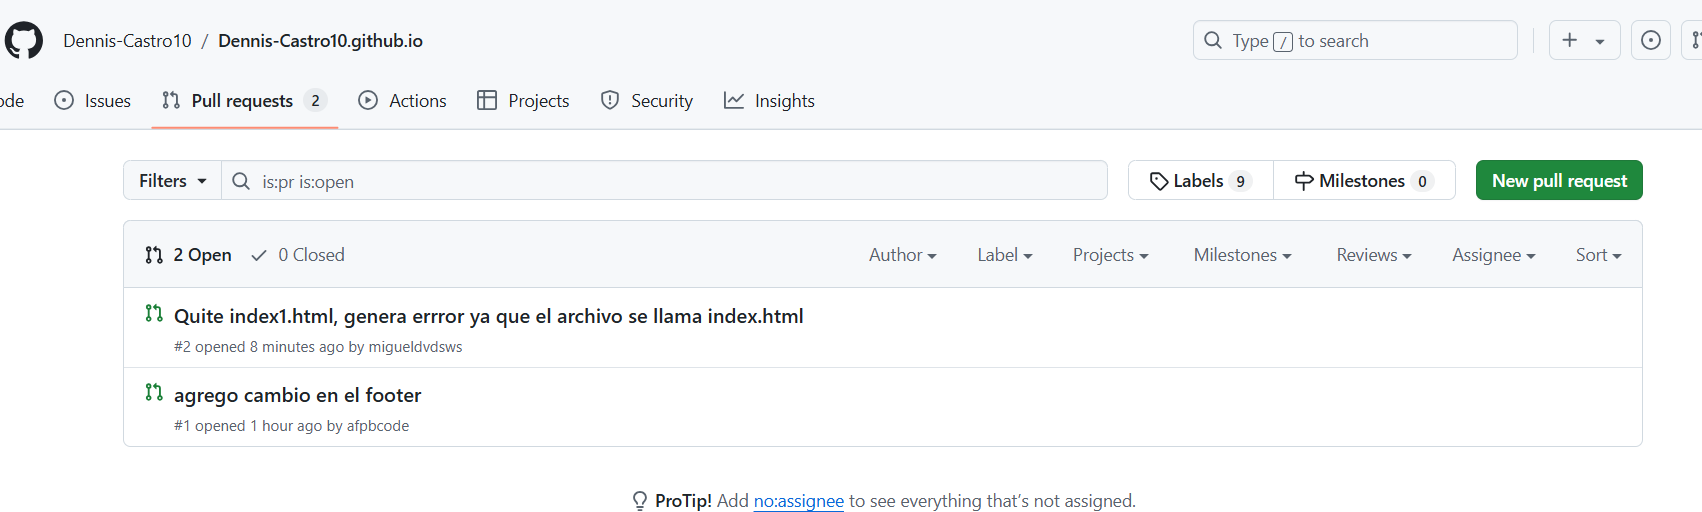 Dennis-Castro10 / Dennis-Castro10.github.io
Type / to search
ode Issues Pull requests 2 Actions Projects Security Insights
Filters is:pr is:open Labels 9 Milestones 0 New pull request
2 Open 0 Closed Author Label Projects Milestones Reviews Assignee Sort
Quite index1.html, genera errror ya que el archivo se llama index.html
#2 opened 8 minutes ago by migueldvdsws
agrego cambio en el footer
#1 opened 1 hour ago by afpbcode
ProTip! Add no:assignee to see everything that's not assigned.